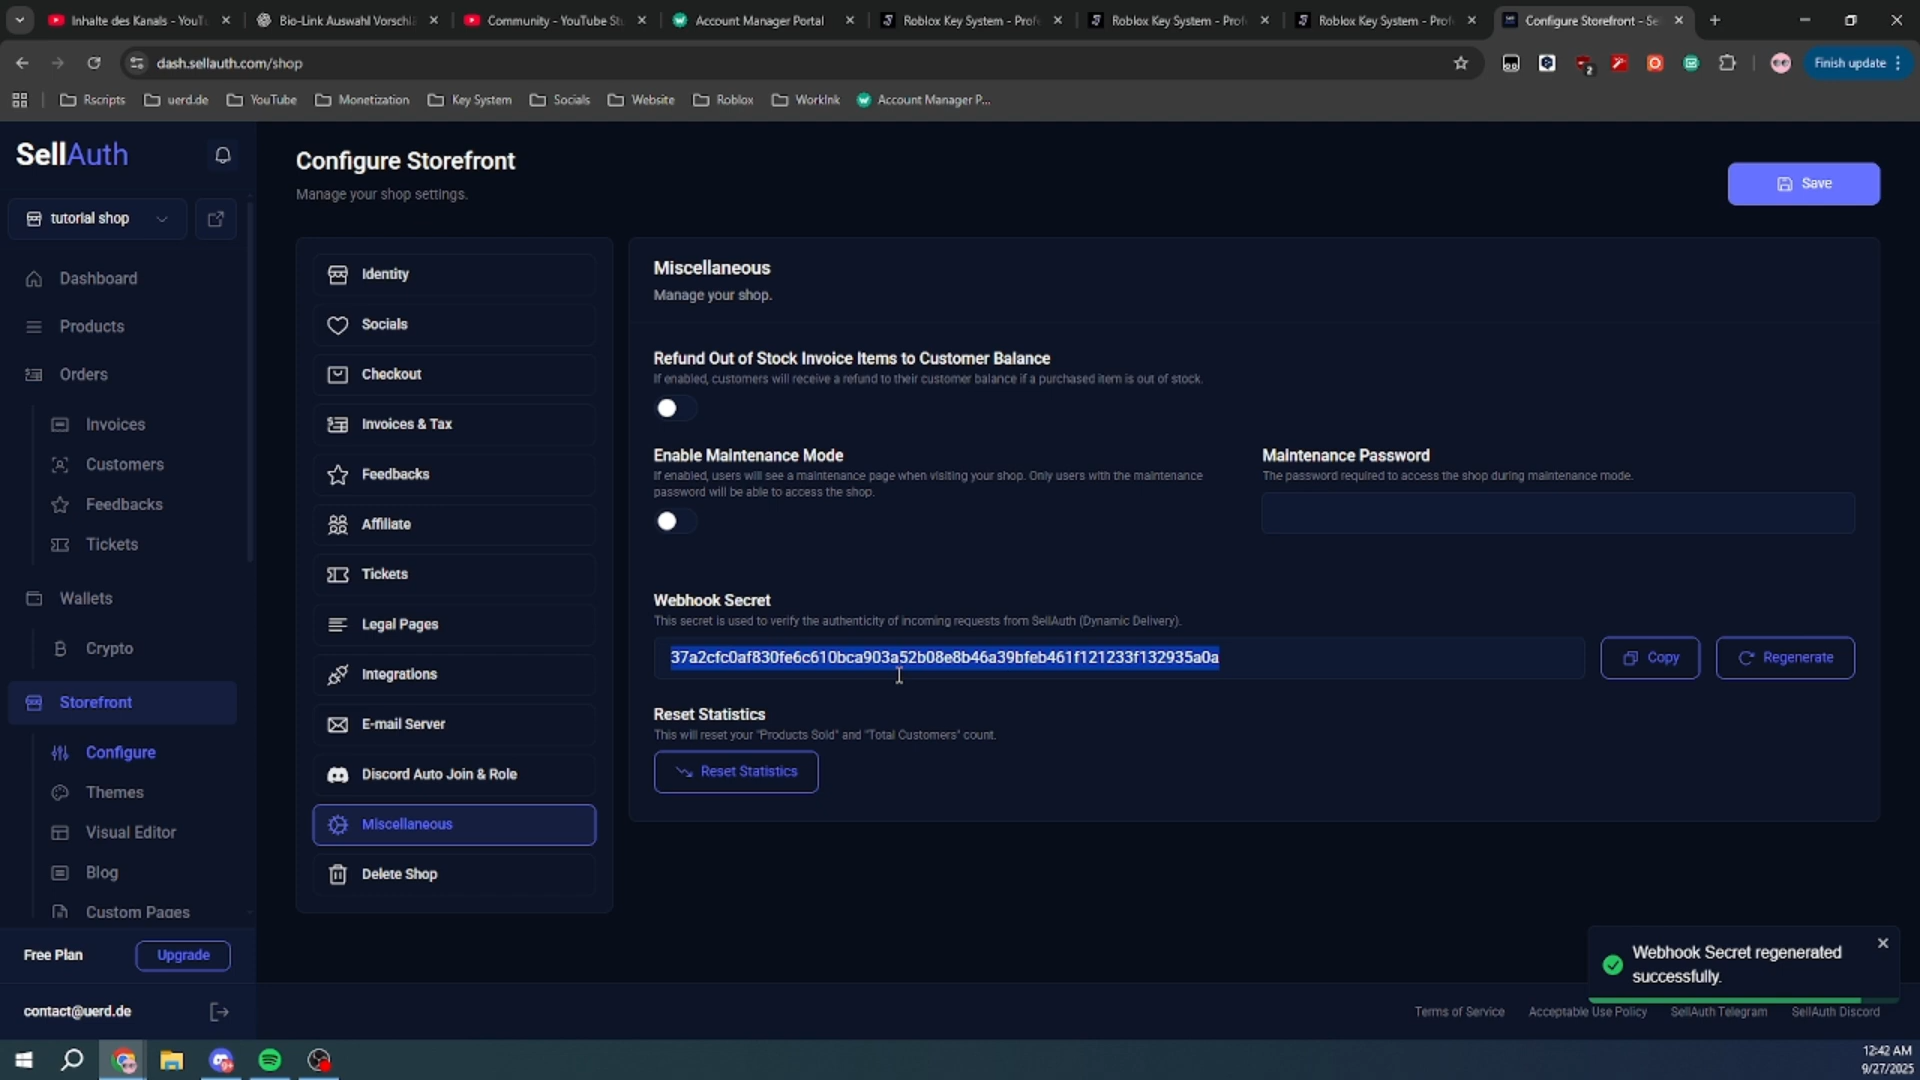 Inhalte des Kanals - YouT
Bio-Link Auswahl Vorschl
Community - YouTube St
Account Manager Portal
Roblox Key System - Prof
Roblox Key System - Prof
Roblox Key System - Prof
Configure Storefront - Se
dash.sellauth.com/shop
2
Finish update
Rscripts
uerd.de
YouTube
Monetization
Key System
Socials
Website
Roblox
WorkInk
Account Manager P...
SellAuth
tutorial shop
Dashboard
Products
Orders
Invoices
Customers
Feedbacks
Tickets
Wallets
Crypto
Storefront
Configure
Themes
Visual Editor
Blog
Custom Pages
Free Plan
Upgrade
contact@uerd.de
Configure Storefront
Manage your shop settings.
Save
Identity
Socials
Checkout
Invoices & Tax
Feedbacks
Affiliate
Tickets
Legal Pages
Integrations
E-mail Server
Discord Auto Join & Role
Miscellaneous
Delete Shop
Miscellaneous
Manage your shop.
Refund Out of Stock Invoice Items to Customer Balance
If enabled, customers will receive a refund to their customer balance if a purchased item is out of stock.
Enable Maintenance Mode
If enabled, users will see a maintenance page when visiting your shop. Only users with the maintenance
password will be able to access the shop.
Maintenance Password
The password required to access the shop during maintenance mode.
Webhook Secret
This secret is used to verify the authenticity of incoming requests from SellAuth (Dynamic Delivery).
37a2cfc0af830fe6c610bca903a52b08e8b46a39bfeb461f121233f132935a0a
Copy
Regenerate
Reset Statistics
This will reset your "Products Sold" and "Total Customers" count.
Reset Statistics
Webhook Secret regenerated
successfully.
Terms of Service
Acceptable Use Policy
SellAuth Telegram
SellAuth Discord
12:42 AM
9/27/2025